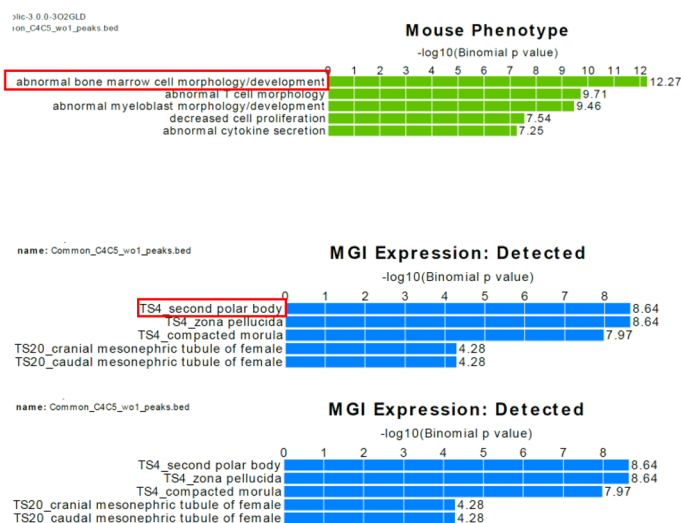 plic-3.0.0-3O2GLD
ion_C4C5_wo1_peaks.bed
Mouse Phenotype
-log10(Binomial p value)
0 1 2 3 4 5 6 7 8 9 10 11 12
abnormal bone marrow cell morphology/development 12.27
abnormal T cell morphology 9.71
abnormal myeloblast morphology/development 9.46
decreased cell proliferation 7.54
abnormal cytokine secretion 7.25
name: Common_C4C5_wo1_peaks.bed
MGI Expression: Detected
-log10(Binomial p value)
0 1 2 3 4 5 6 7 8
TS4_second polar body 8.64
TS4_zona pellucida 8.64
TS4_compacted morula 7.97
TS20_cranial mesonephric tubule of female 4.28
TS20_caudal mesonephric tubule of female 4.28
name: Common_C4C5_wo1_peaks.bed
MGI Expression: Detected
-log10(Binomial p value)
0 1 2 3 4 5 6 7 8
TS4_second polar body 8.64
TS4_zona pellucida 8.64
TS4_compacted morula 7.97
TS20_cranial mesonephric tubule of female 4.28
TS20_caudal mesonephric tubule of female 4.28